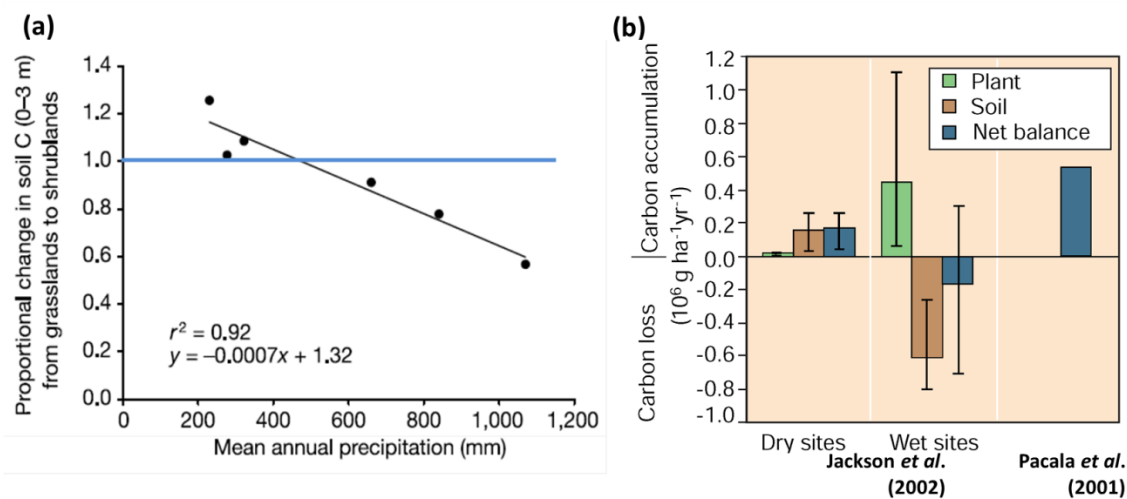 (a)
Proportional change in soil C (0–3 m)
from grasslands to shrublands
1.4
1.2
1.0
0.8
0.6
0.4
0.2
0.0
r² = 0.92
y = –0.0007x + 1.32
0 200 400 600 800 1,000 1,200
Mean annual precipitation (mm)
(b)
Carbon loss | Carbon accumulation
(10⁶ g ha⁻¹yr⁻¹)
1.2
1.0
0.8
0.6
0.4
0.2
0.0
-0.2
-0.4
-0.6
-0.8
-1.0
Plant
Soil
Net balance
Dry sites Wet sites
Jackson et al. Pacala et al.
(2002) (2001)